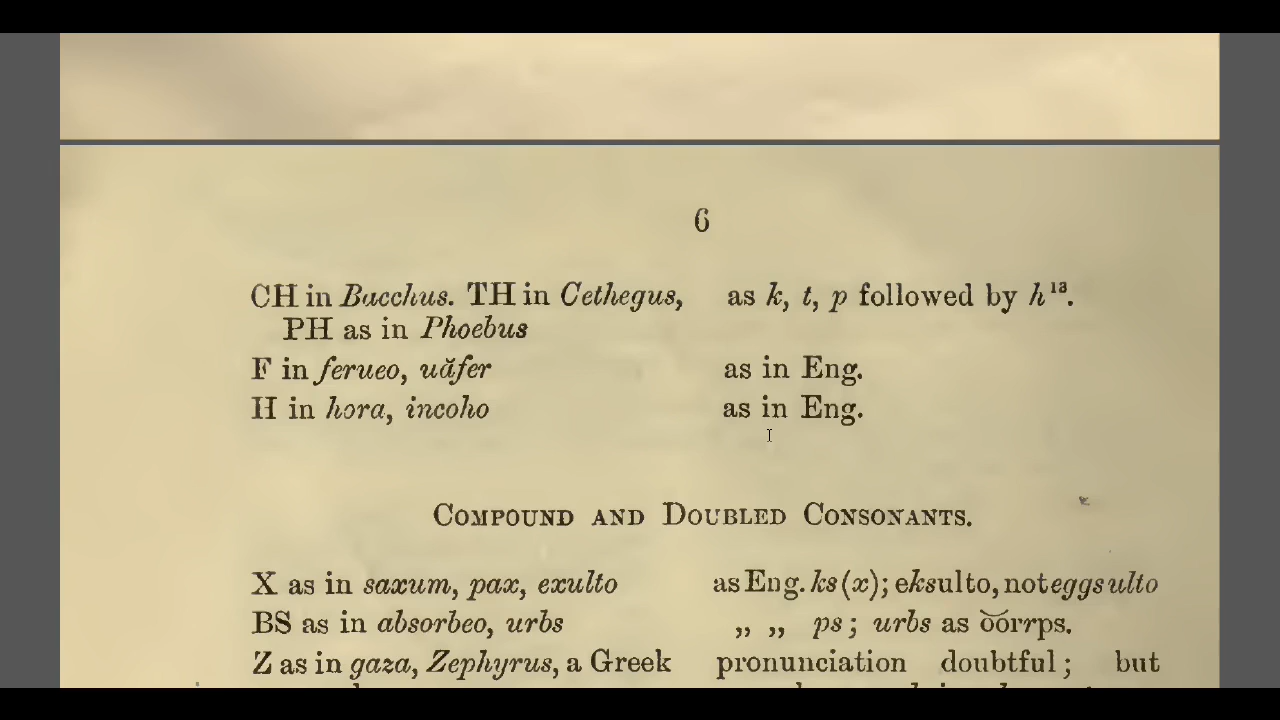 6
CH in Bacchus. TH in Cethegus, as k, t, p followed by h¹³.
PH as in Phoebus
F in ferueo, uăfer as in Eng.
H in hora, incoho as in Eng.
COMPOUND AND DOUBLED CONSONANTS.
X as in saxum, pax, exulto as Eng. ks (x); eksulto, not eggsulto
BS as in absorbeo, urbs „ „ ps; urbs as o͝orrps.
Z as in gaza, Zephyrus, a Greek pronunciation doubtful; but